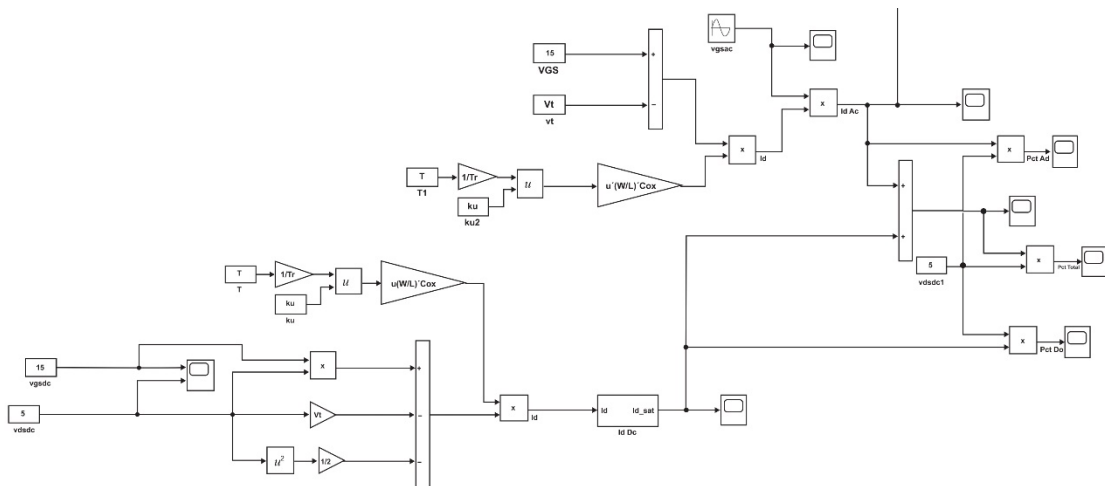 15
VGS
+
−
Vt
vt
vgsac
x
Id
x
Id Ac
T
T1
1/Tr
ku
ku2
u
u´(W/L)´Cox
x
Pct Ad
+
+
5
vdsdc1
x
Pct Total
x
Pct Do
T
T
1/Tr
ku
ku
u
u(W/L)´Cox
15
vgsdc
5
vdsdc
x
Vt
u²
1/2
+
−
−
x
Id
Id
Id_sat
Id Dc